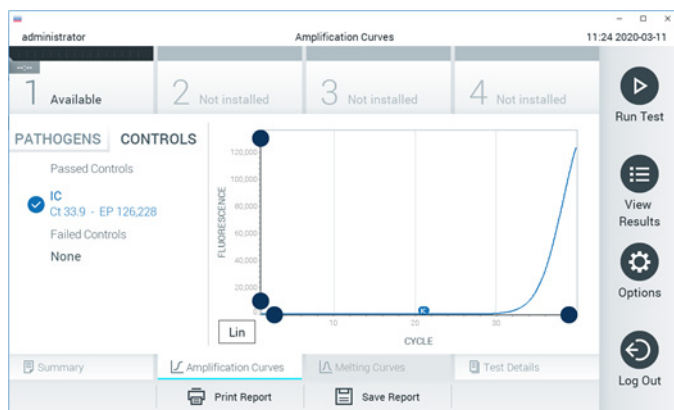 administrator
Amplification Curves
11:24 2020-03-11
1 Available
2 Not installed
3 Not installed
4 Not installed
Run Test
PATHOGENS
CONTROLS
Passed Controls
IC
Ct 33.9 - EP 126,228
Failed Controls
None
FLUORESCENCE
120,000
100,000
80,000
60,000
40,000
20,000
0
10
20
30
CYCLE
Lin
View
Results
Options
Log Out
Summary
Amplification Curves
Melting Curves
Test Details
Print Report
Save Report